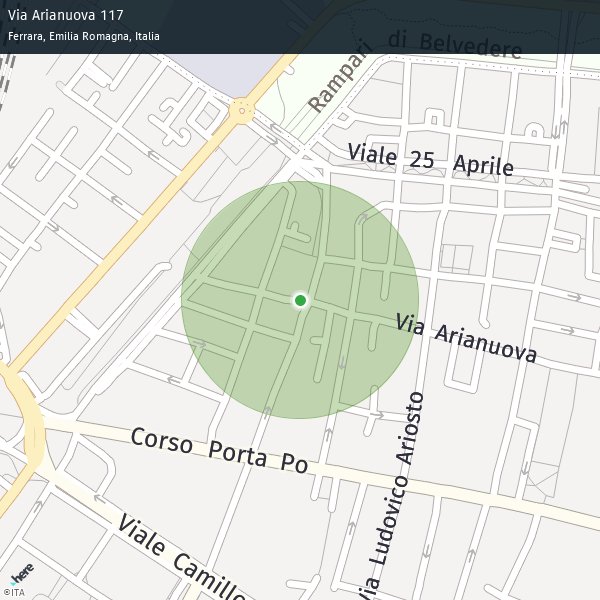 Via Arianuova 117
Ferrara, Emilia Romagna, Italia
di Belvedere
Rampari
Viale 25 Aprile
Via Arianuova
Corso Porta Po
Via Ludovico Ariosto
Viale Camillo
here
©ITA